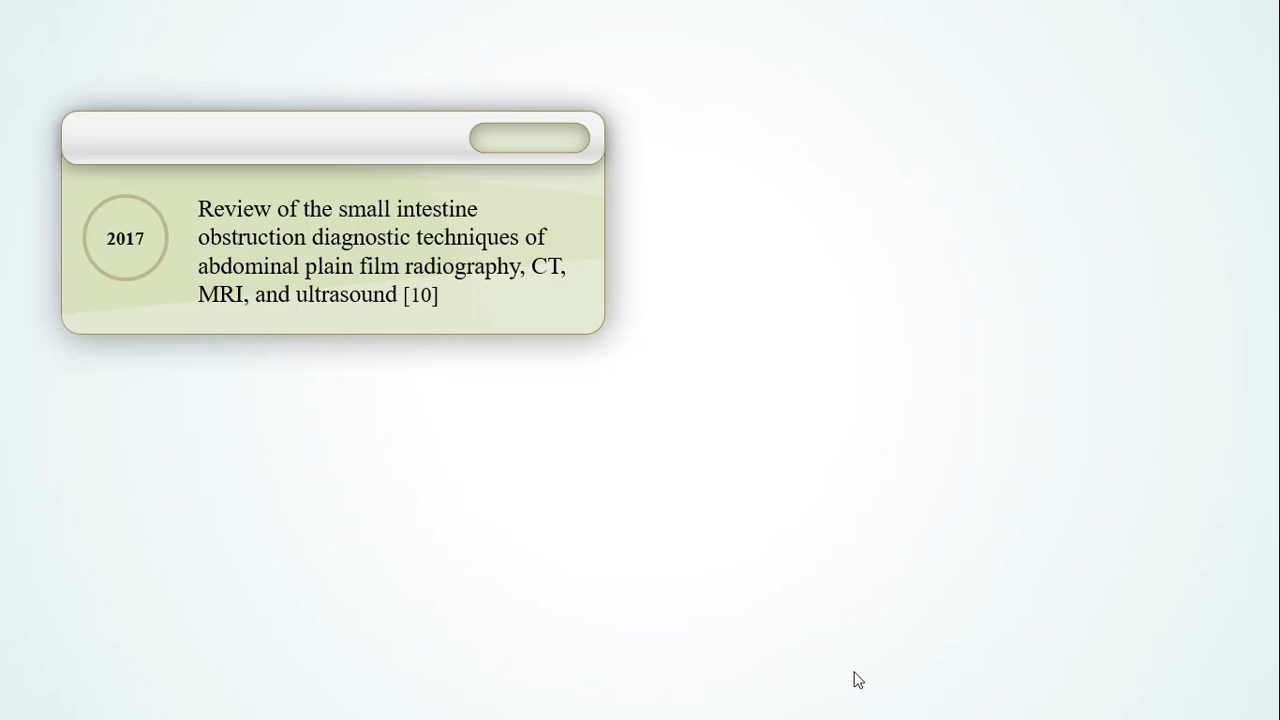 2017
Review of the small intestine
obstruction diagnostic techniques of
abdominal plain film radiography, CT,
MRI, and ultrasound [10]